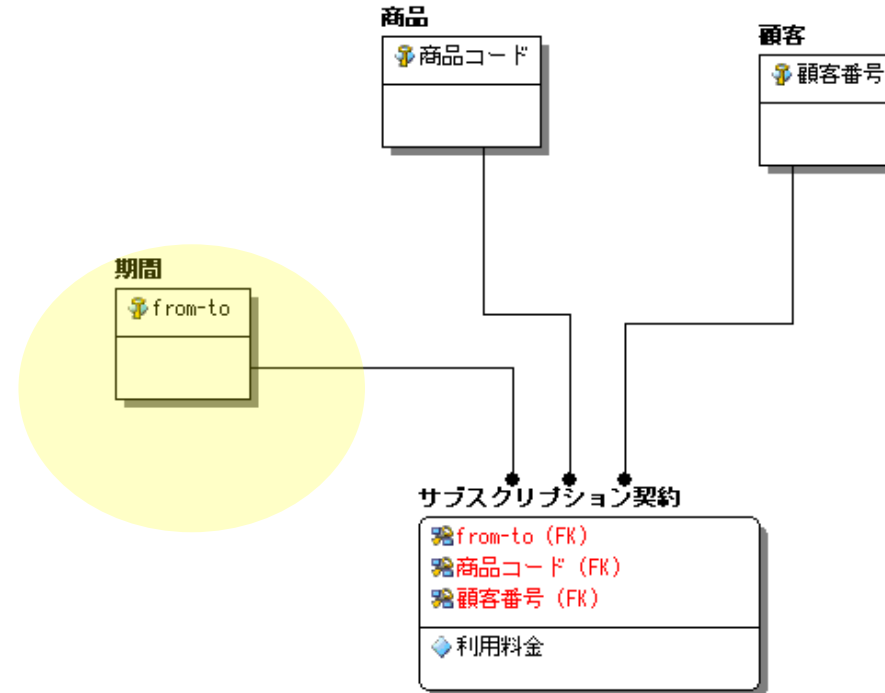 商品
商品コード
顧客
顧客番号
期間
from-to
サブスクリプション契約
from-to (FK)
商品コード (FK)
顧客番号 (FK)
利用料金